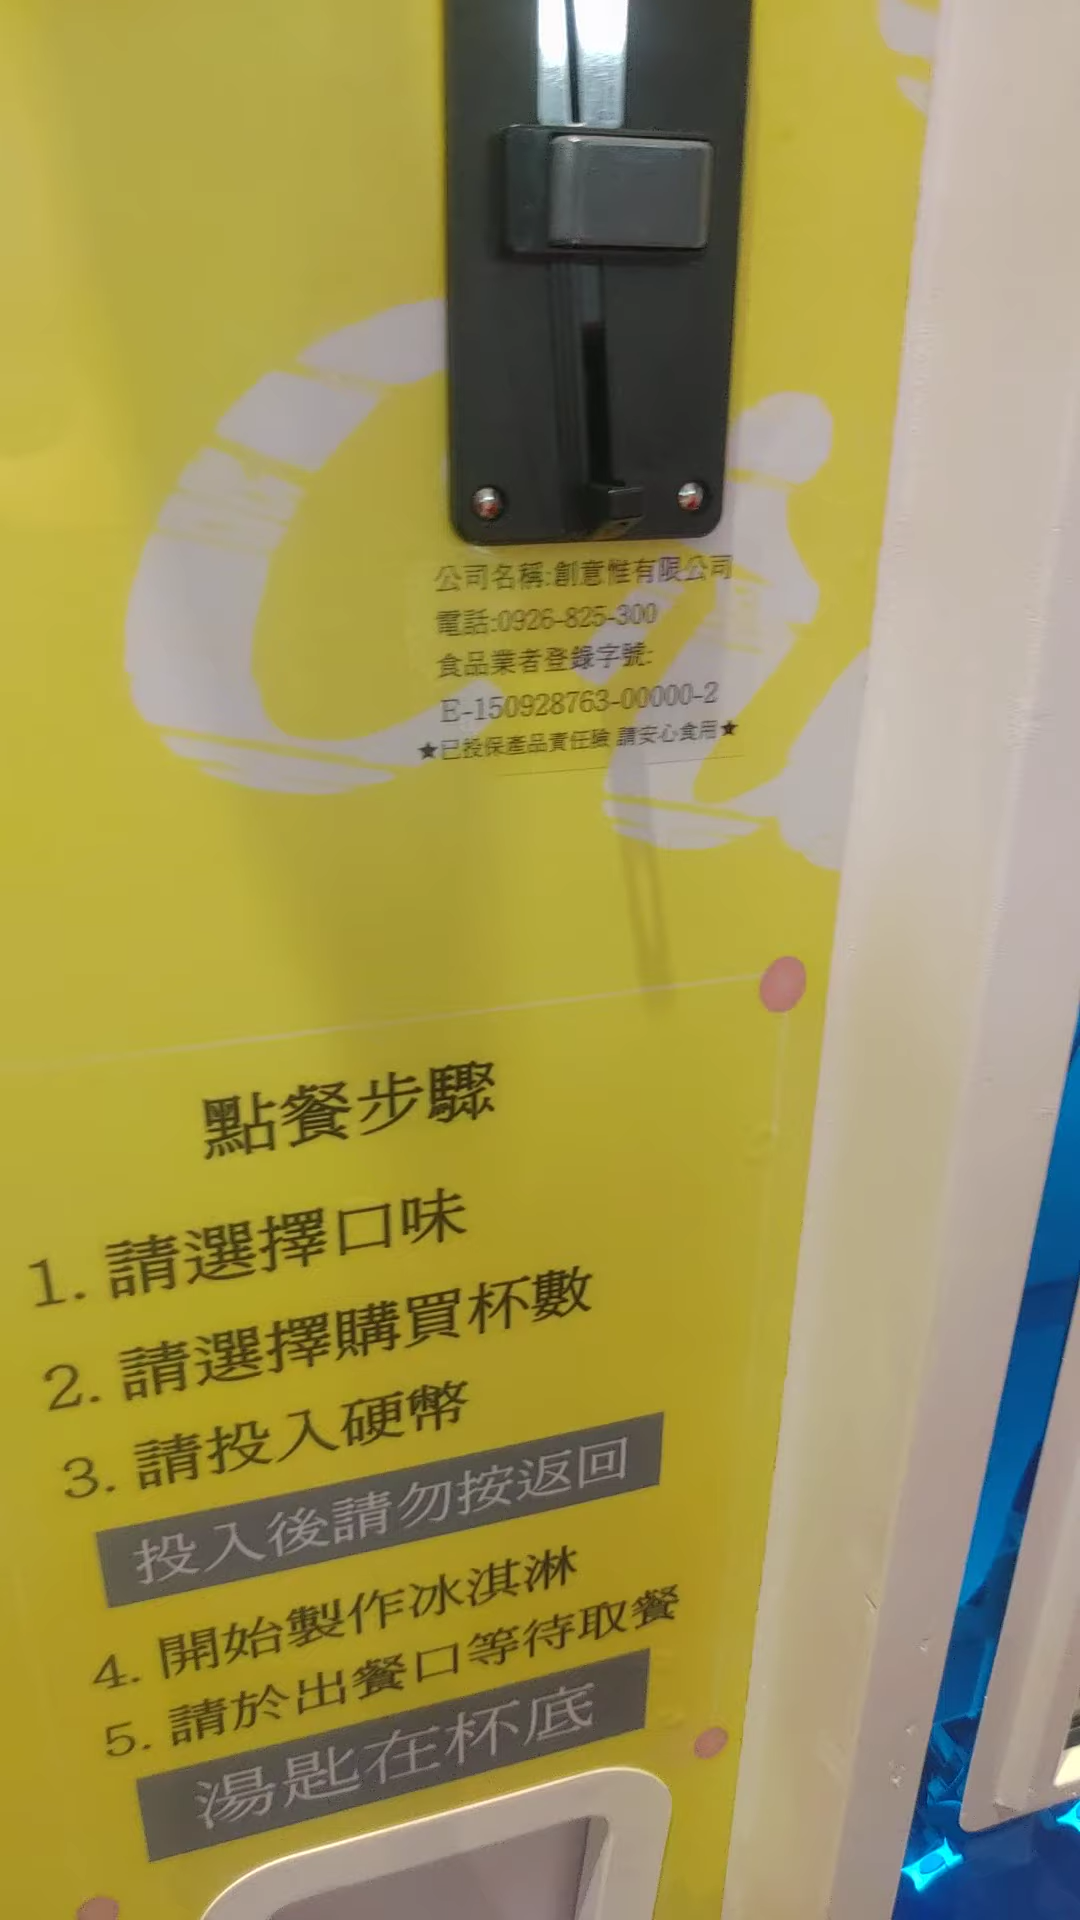 公司名稱:創意惟有限公司
電話:0926-825-300
食品業者登錄字號:
E-150928763-00000-2
★已投保產品責任險 請安心食用★
點餐步驟
1. 請選擇口味
2. 請選擇購買杯數
3. 請投入硬幣
投入後請勿按返回
4. 開始製作冰淇淋
5. 請於出餐口等待取餐
湯匙在杯底